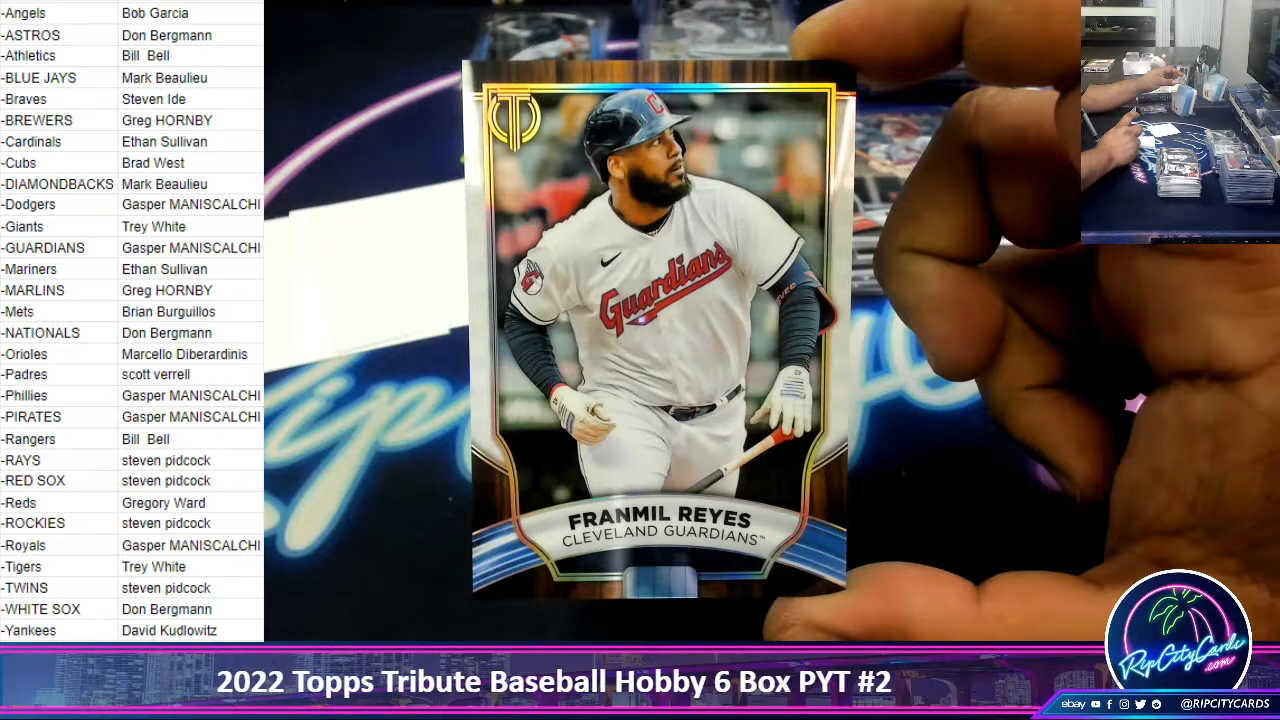 -Angels Bob Garcia
-ASTROS Don Bergmann
-Athletics Bill Bell
-BLUE JAYS Mark Beaulieu
-Braves Steven Ide
-BREWERS Greg HORNBY
-Cardinals Ethan Sullivan
-Cubs Brad West
-DIAMONDBACKS Mark Beaulieu
-Dodgers Gasper MANISCALCHI
-Giants Trey White
-GUARDIANS Gasper MANISCALCHI
-Mariners Ethan Sullivan
-MARLINS Greg HORNBY
-Mets Brian Burguillos
-NATIONALS Don Bergmann
-Orioles Marcello Diberardinis
-Padres scott verrell
-Phillies Gasper MANISCALCHI
-PIRATES Gasper MANISCALCHI
-Rangers Bill Bell
-RAYS steven pidcock
-RED SOX steven pidcock
-Reds Gregory Ward
-ROCKIES steven pidcock
-Royals Gasper MANISCALCHI
-Tigers Trey White
-TWINS steven pidcock
-WHITE SOX Don Bergmann
-Yankees David Kudlowitz
T
C
Guardians
FRANMIL REYES
CLEVELAND GUARDIANS™
RipCityCards
.com
2022 Topps Tribute Baseball Hobby 6 Box PYT #2
ebay @RIPCITYCARDS